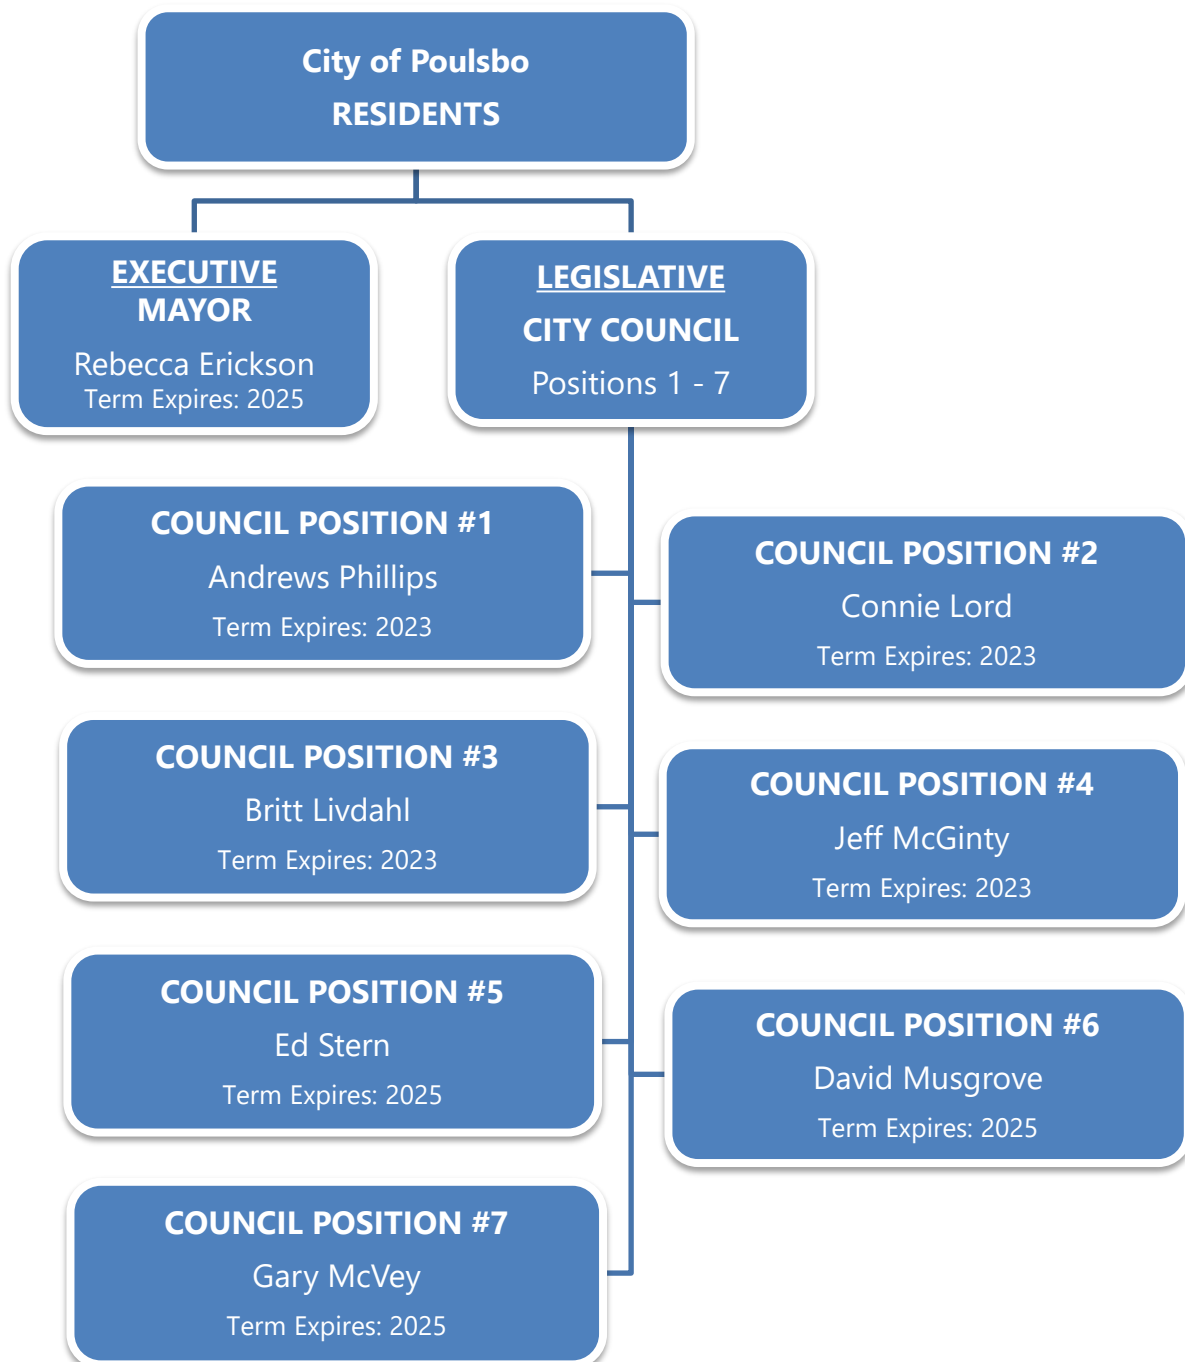 City of Poulsbo
RESIDENTS
EXECUTIVE
MAYOR
Rebecca Erickson
Term Expires: 2025
LEGISLATIVE
CITY COUNCIL
Positions 1 - 7
COUNCIL POSITION #1
Andrews Phillips
Term Expires: 2023
COUNCIL POSITION #2
Connie Lord
Term Expires: 2023
COUNCIL POSITION #3
Britt Livdahl
Term Expires: 2023
COUNCIL POSITION #4
Jeff McGinty
Term Expires: 2023
COUNCIL POSITION #5
Ed Stern
Term Expires: 2025
COUNCIL POSITION #6
David Musgrove
Term Expires: 2025
COUNCIL POSITION #7
Gary McVey
Term Expires: 2025